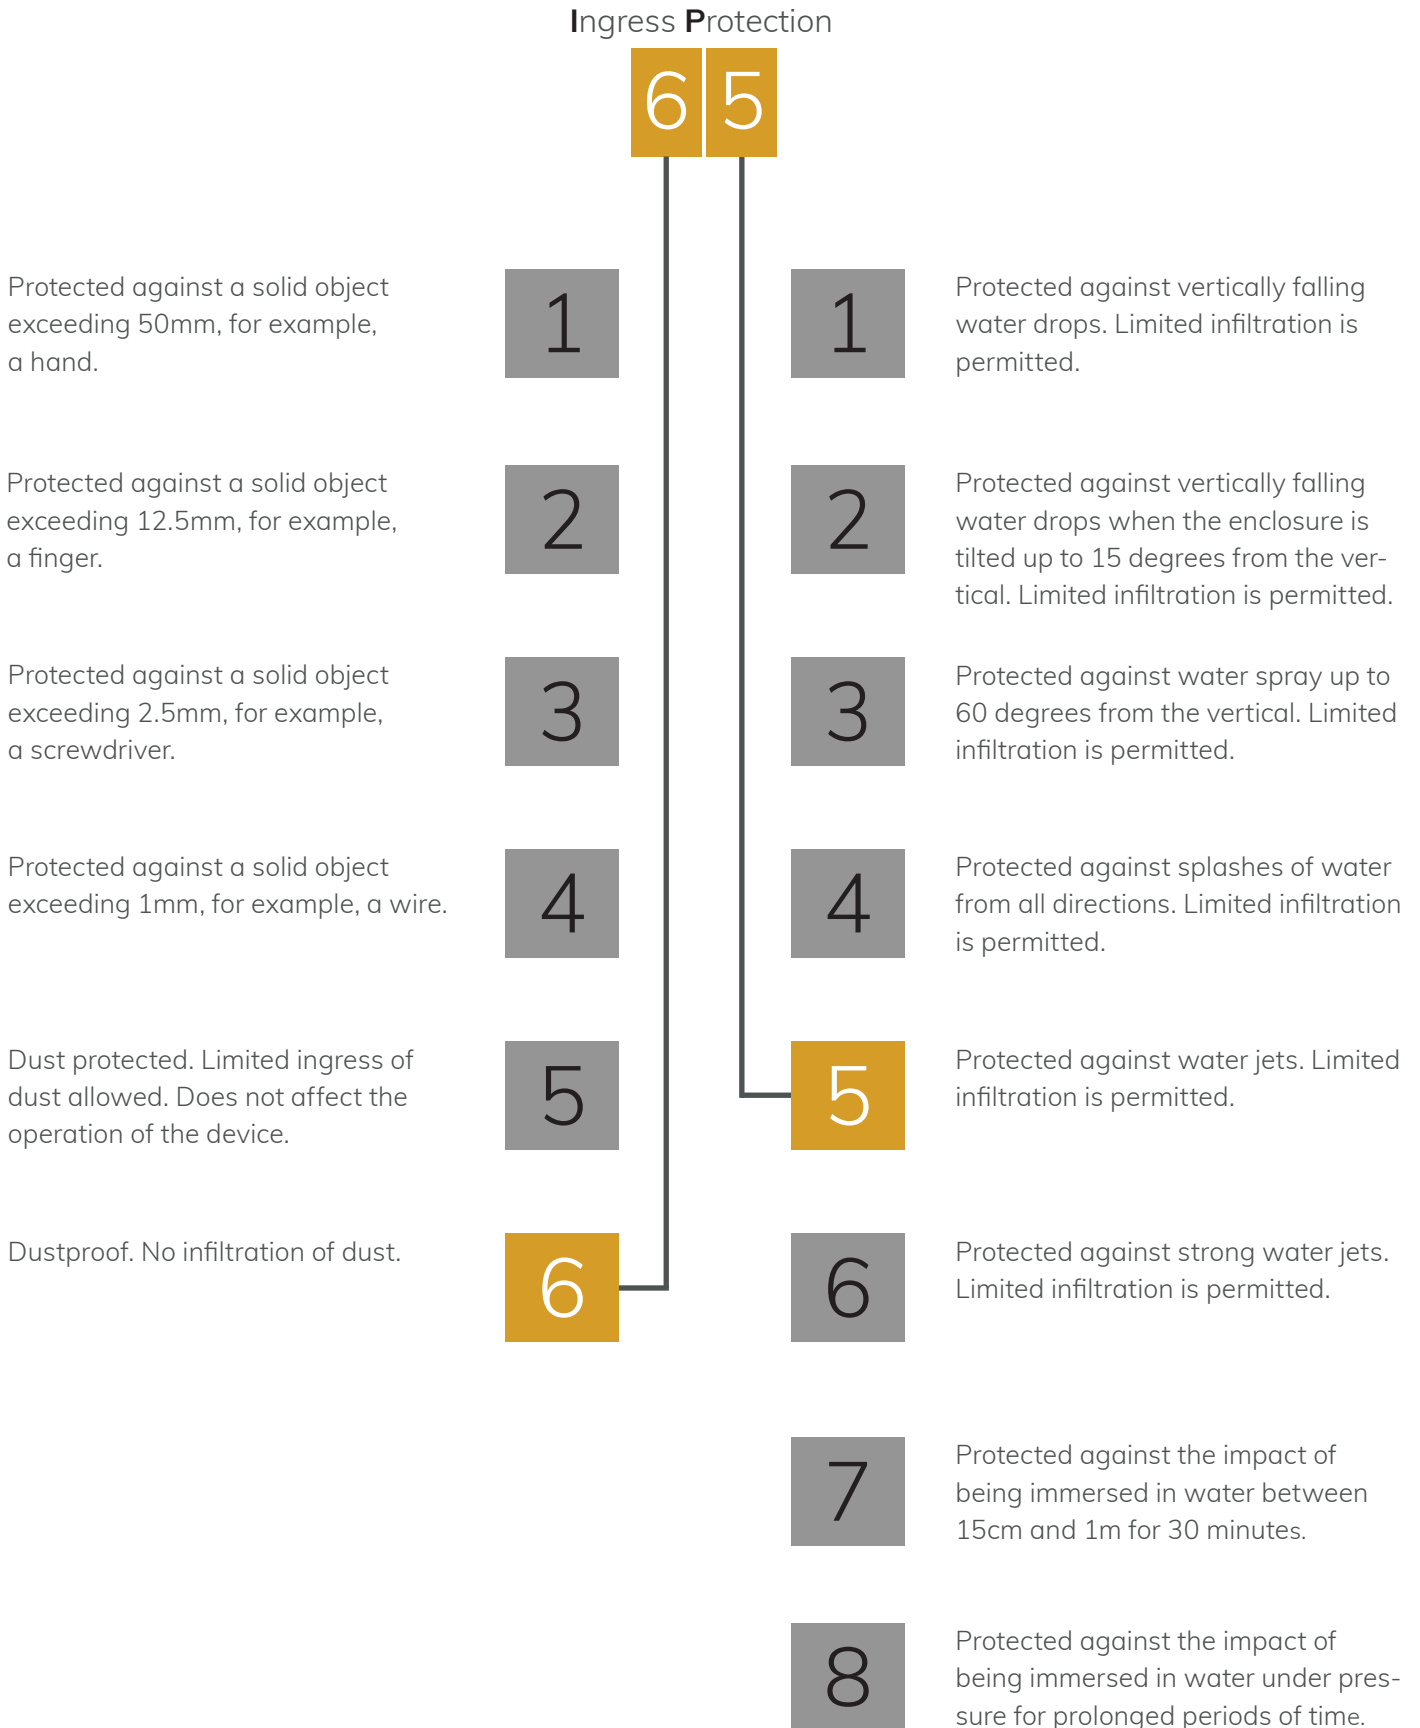 Ingress Protection
6 5
Protected against a solid object
exceeding 50mm, for example,
a hand.
1
1
Protected against vertically falling
water drops. Limited infiltration is
permitted.
Protected against a solid object
exceeding 12.5mm, for example,
a finger.
2
2
Protected against vertically falling
water drops when the enclosure is
tilted up to 15 degrees from the ver-
tical. Limited infiltration is permitted.
Protected against a solid object
exceeding 2.5mm, for example,
a screwdriver.
3
3
Protected against water spray up to
60 degrees from the vertical. Limited
infiltration is permitted.
Protected against a solid object
exceeding 1mm, for example, a wire.
4
4
Protected against splashes of water
from all directions. Limited infiltration
is permitted.
Dust protected. Limited ingress of
dust allowed. Does not affect the
operation of the device.
5
5
Protected against water jets. Limited
infiltration is permitted.
Dustproof. No infiltration of dust.
6
6
Protected against strong water jets.
Limited infiltration is permitted.
7
Protected against the impact of
being immersed in water between
15cm and 1m for 30 minutes.
8
Protected against the impact of
being immersed in water under pres-
sure for prolonged periods of time.